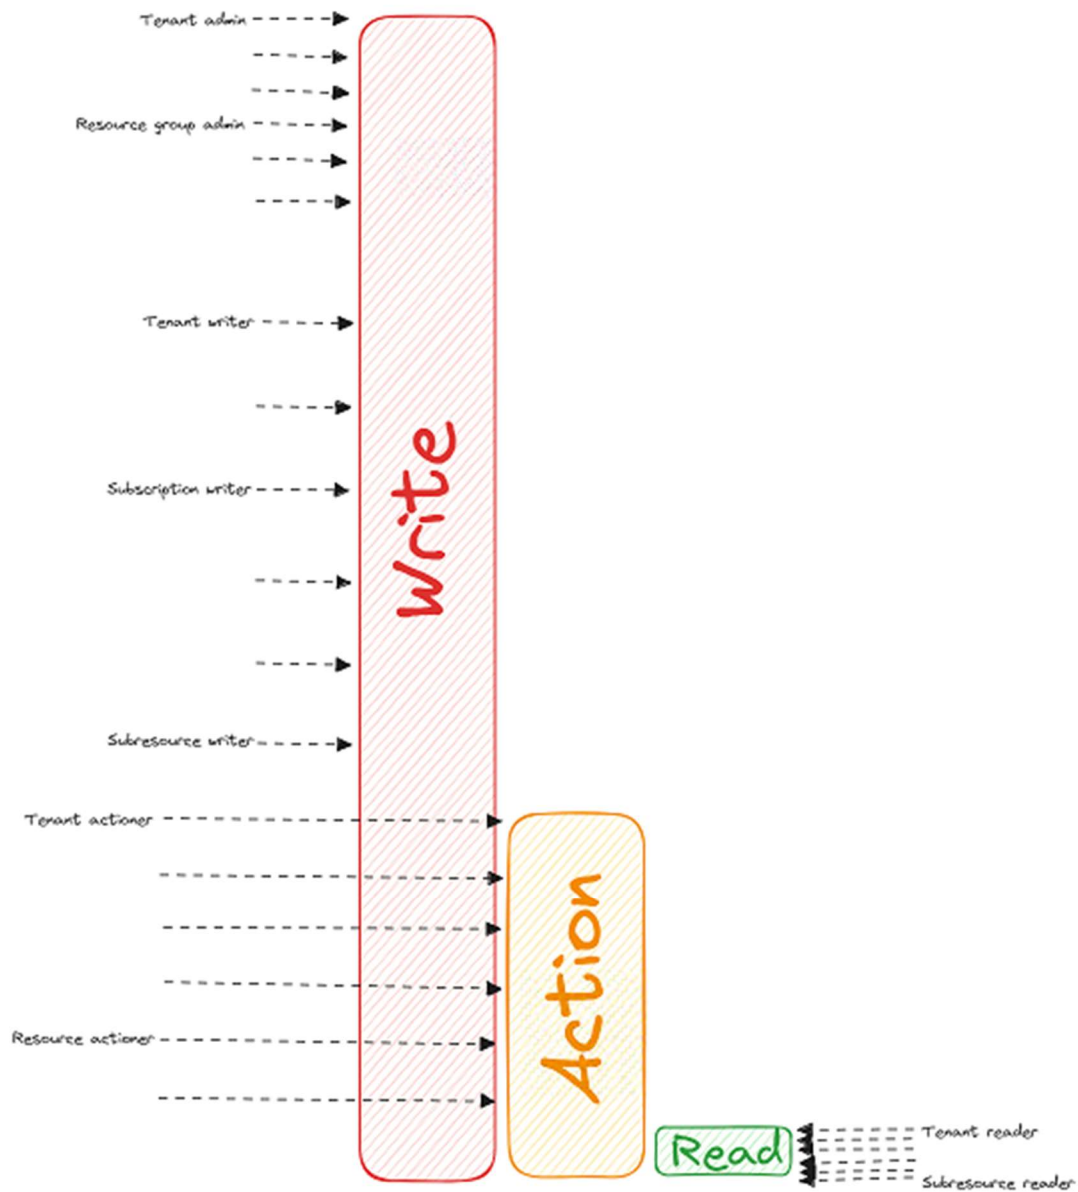 Tenant admin
Resource group admin
Tenant writer
Subscription writer
Write
Subresource writer
Tenant actioner
Action
Resource actioner
Read
Tenant reader
Subresource reader